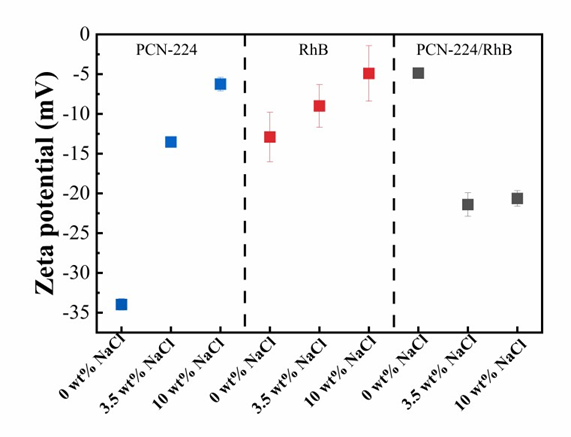 Zeta potential (mV)
0
-5
-10
-15
-20
-25
-30
-35
PCN-224
RhB
PCN-224/RhB
0 wt% NaCl
3.5 wt% NaCl
10 wt% NaCl
0 wt% NaCl
3.5 wt% NaCl
10 wt% NaCl
0 wt% NaCl
3.5 wt% NaCl
10 wt% NaCl